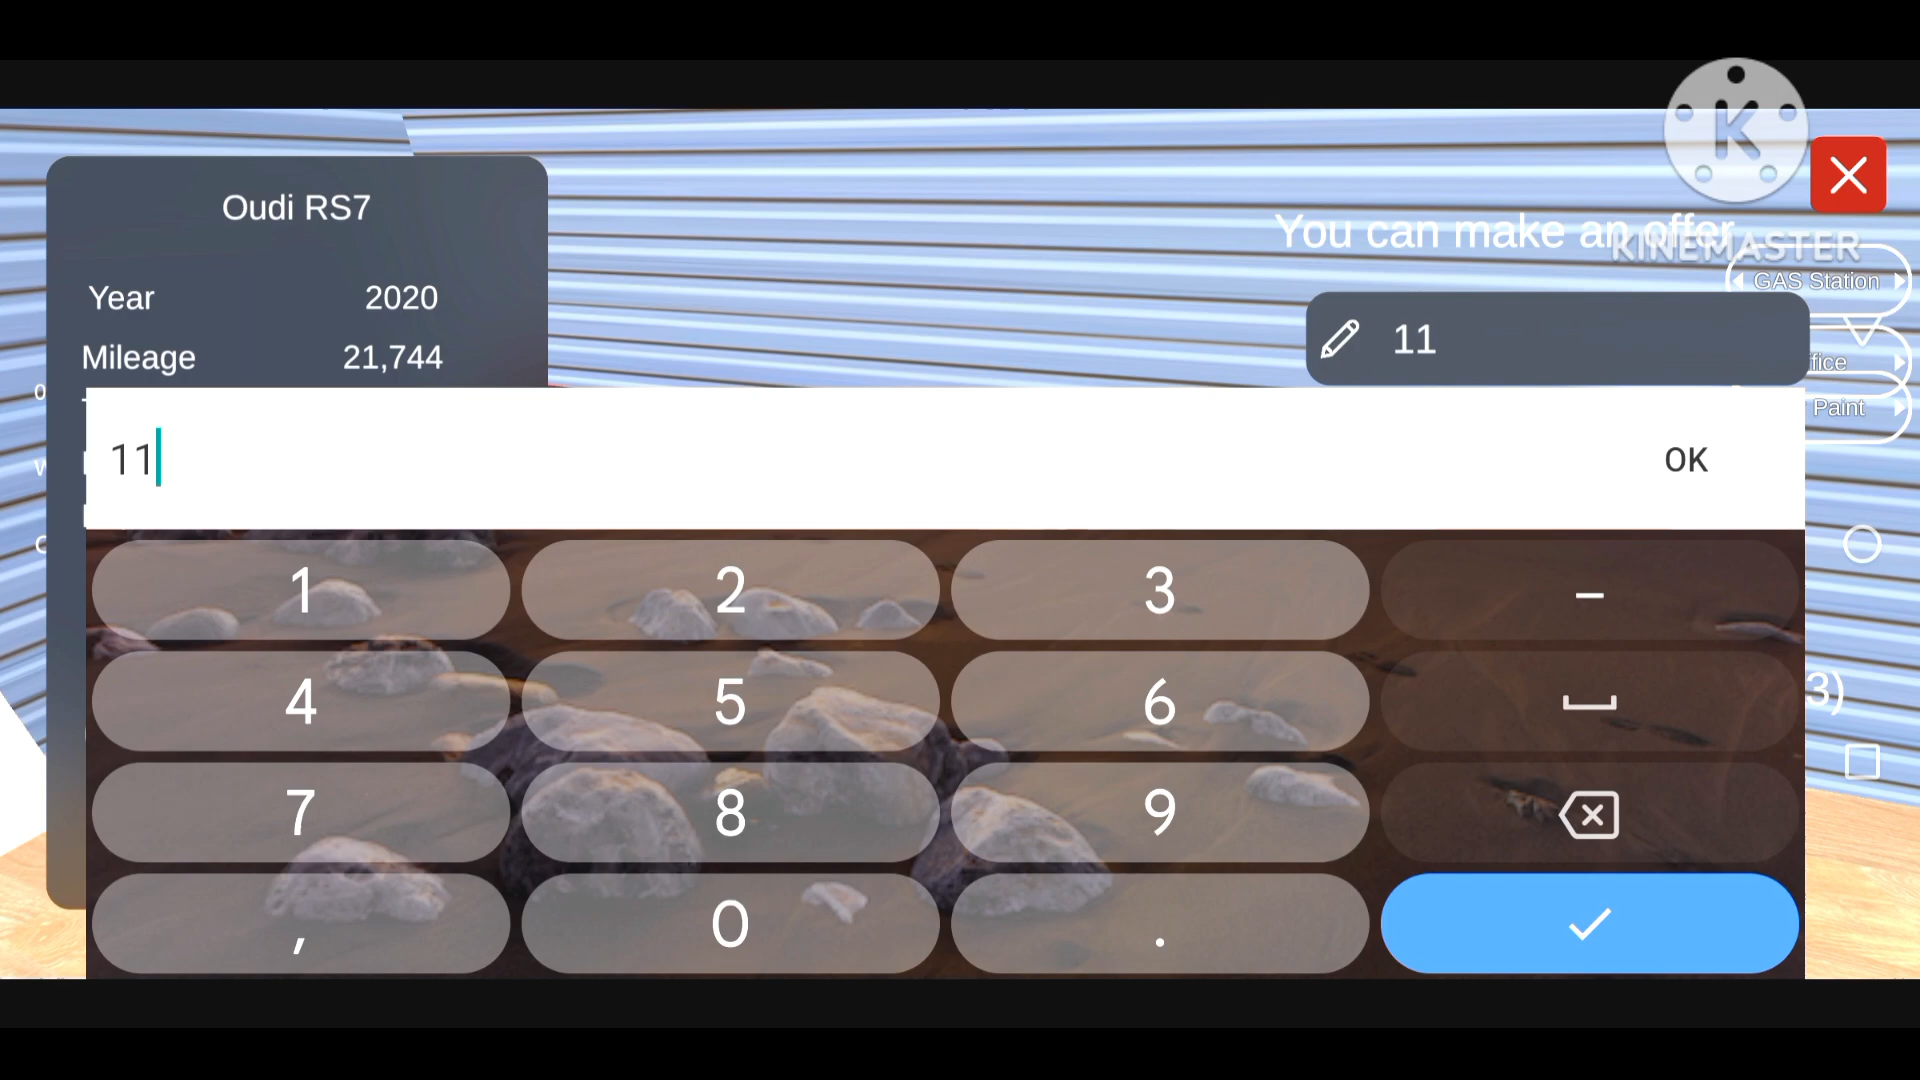 Oudi RS7
Year 2020
Mileage 21,744
K
KINEMASTER
You can make an offer
GAS Station
11
Paint
11
OK
1 2 3 –
4 5 6
3)
7 8 9
, 0 .